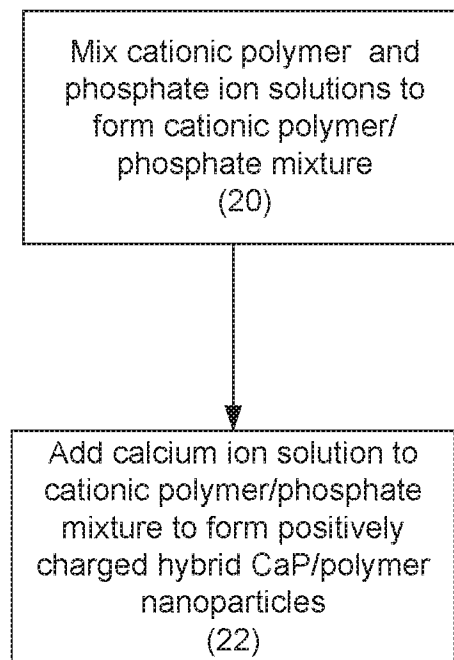 Mix cationic polymer and
phosphate ion solutions to
form cationic polymer/
phosphate mixture
(20)
Add calcium ion solution to
cationic polymer/phosphate
mixture to form positively
charged hybrid CaP/polymer
nanoparticles
(22)